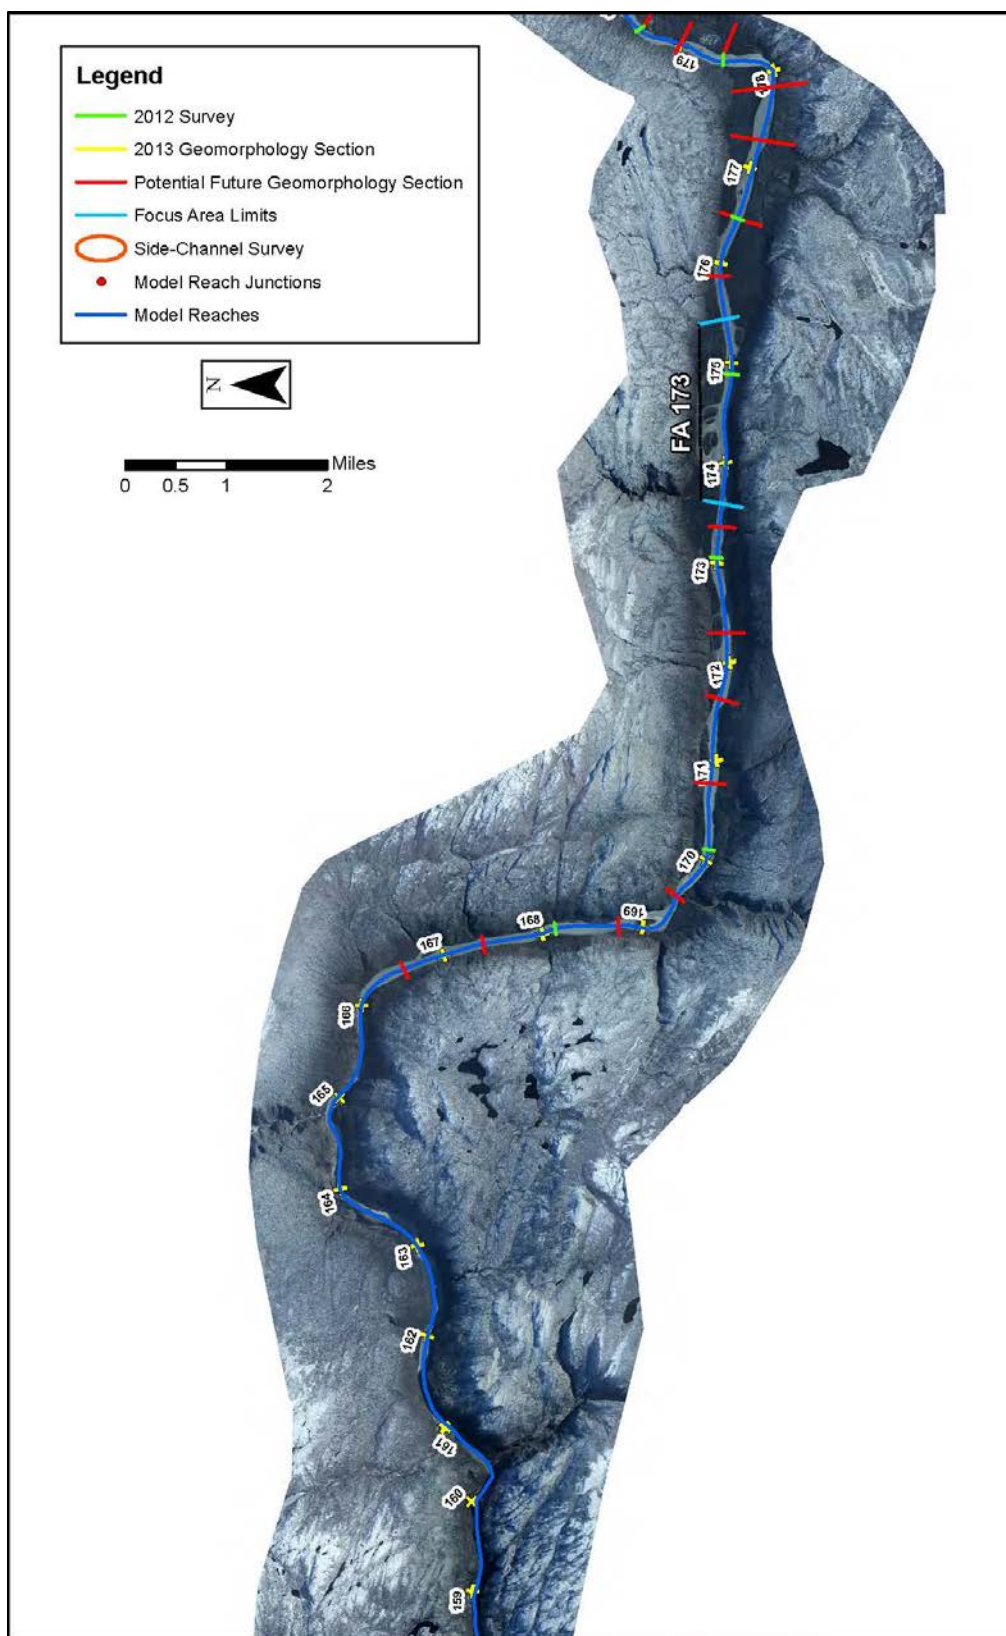 Legend
2012 Survey
2013 Geomorphology Section
Potential Future Geomorphology Section
Focus Area Limits
Side-Channel Survey
Model Reach Junctions
Model Reaches
N
Miles
0 0.5 1 2
179
178
177
176
175
FA 173
174
173
172
171
170
169
168
167
166
165
164
163
162
161
160
159